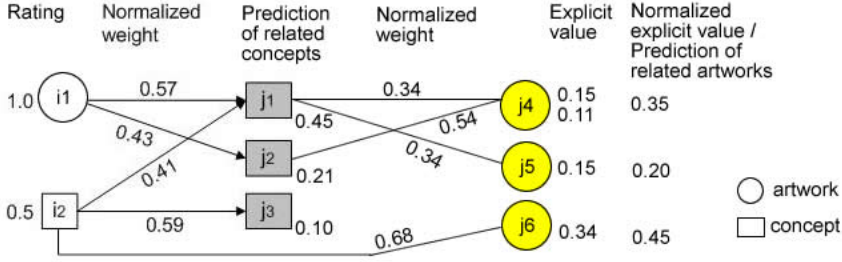 Rating
Normalized
weight
Prediction
of related
concepts
Normalized
weight
Explicit
value
Normalized
explicit value /
Prediction of
related artworks
1.0
i1
0.57
0.43
j1
0.45
0.34
0.34
j4
0.15
0.11
0.35
j2
0.21
0.54
j5
0.15
0.20
0.5
i2
0.41
0.59
j3
0.10
0.68
j6
0.34
0.45
artwork
concept